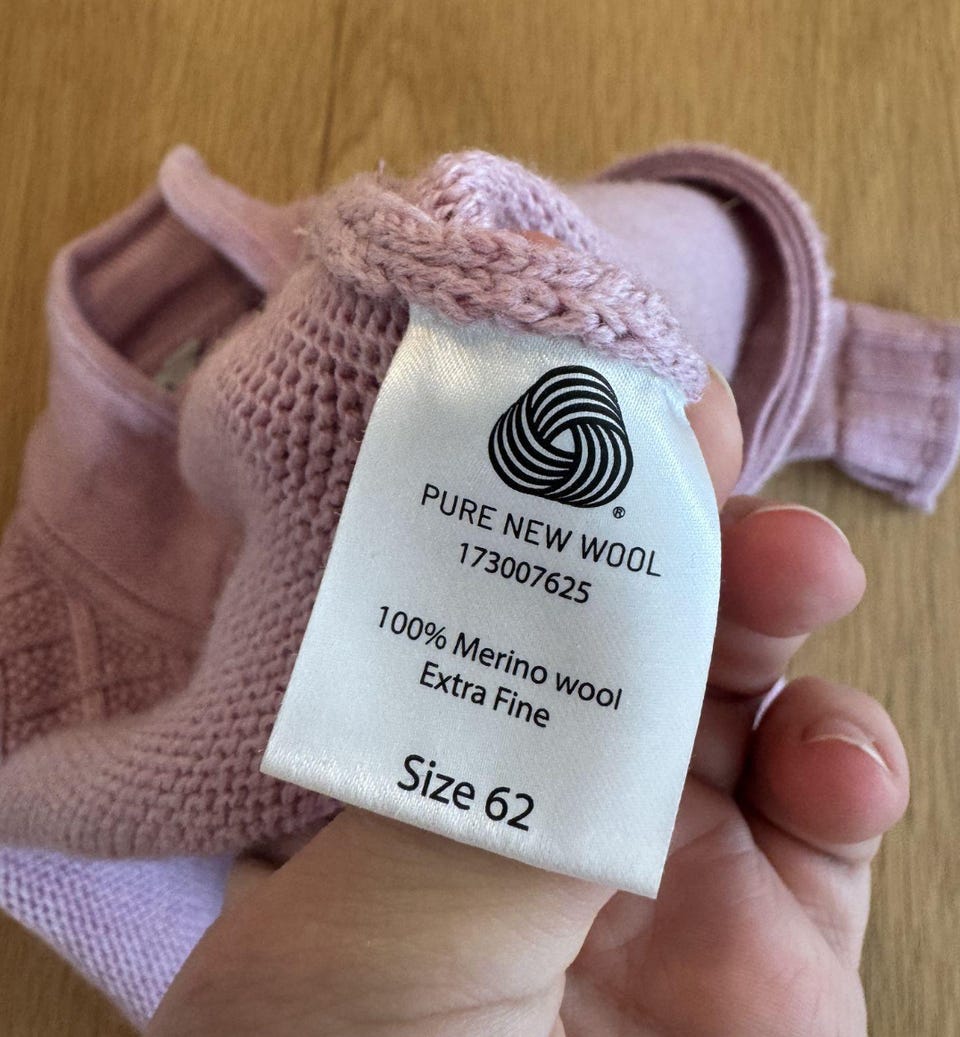 ®
PURE NEW WOOL
173007625
100% Merino wool
Extra Fine
Size 62